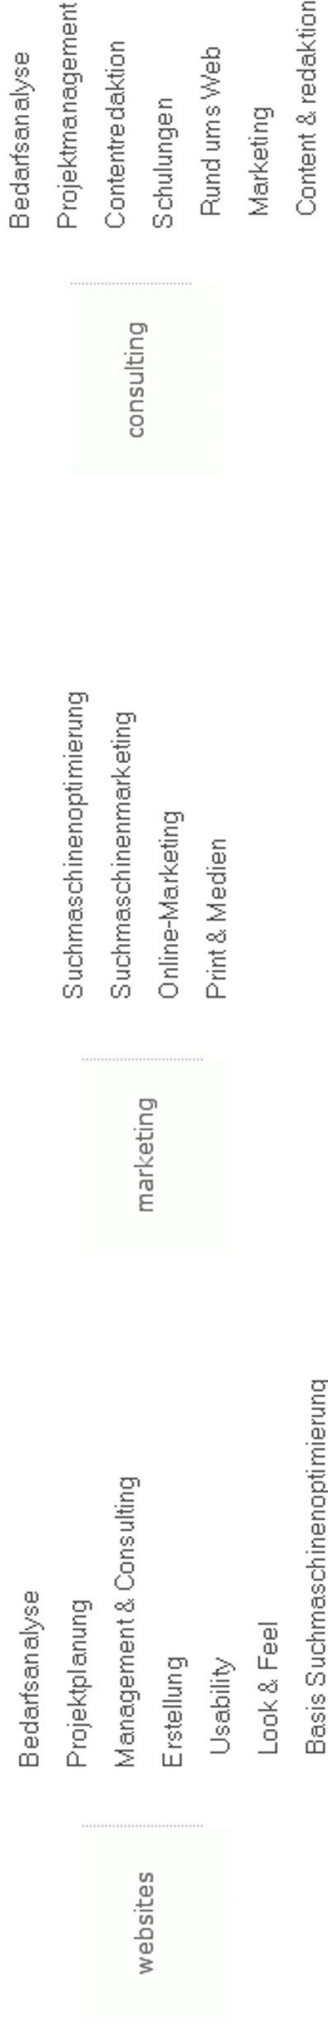 websites
Bedarfsanalyse
Projektplanung
Management & Consulting
Erstellung
Usability
Look & Feel
Basis Suchmaschinenoptimierung
marketing
Suchmaschinenoptimierung
Suchmaschinenmarketing
Online-Marketing
Print & Medien
consulting
Bedarfsanalyse
Projektmanagement
Contentredaktion
Schulungen
Rund ums Web
Marketing
Content & redaktion